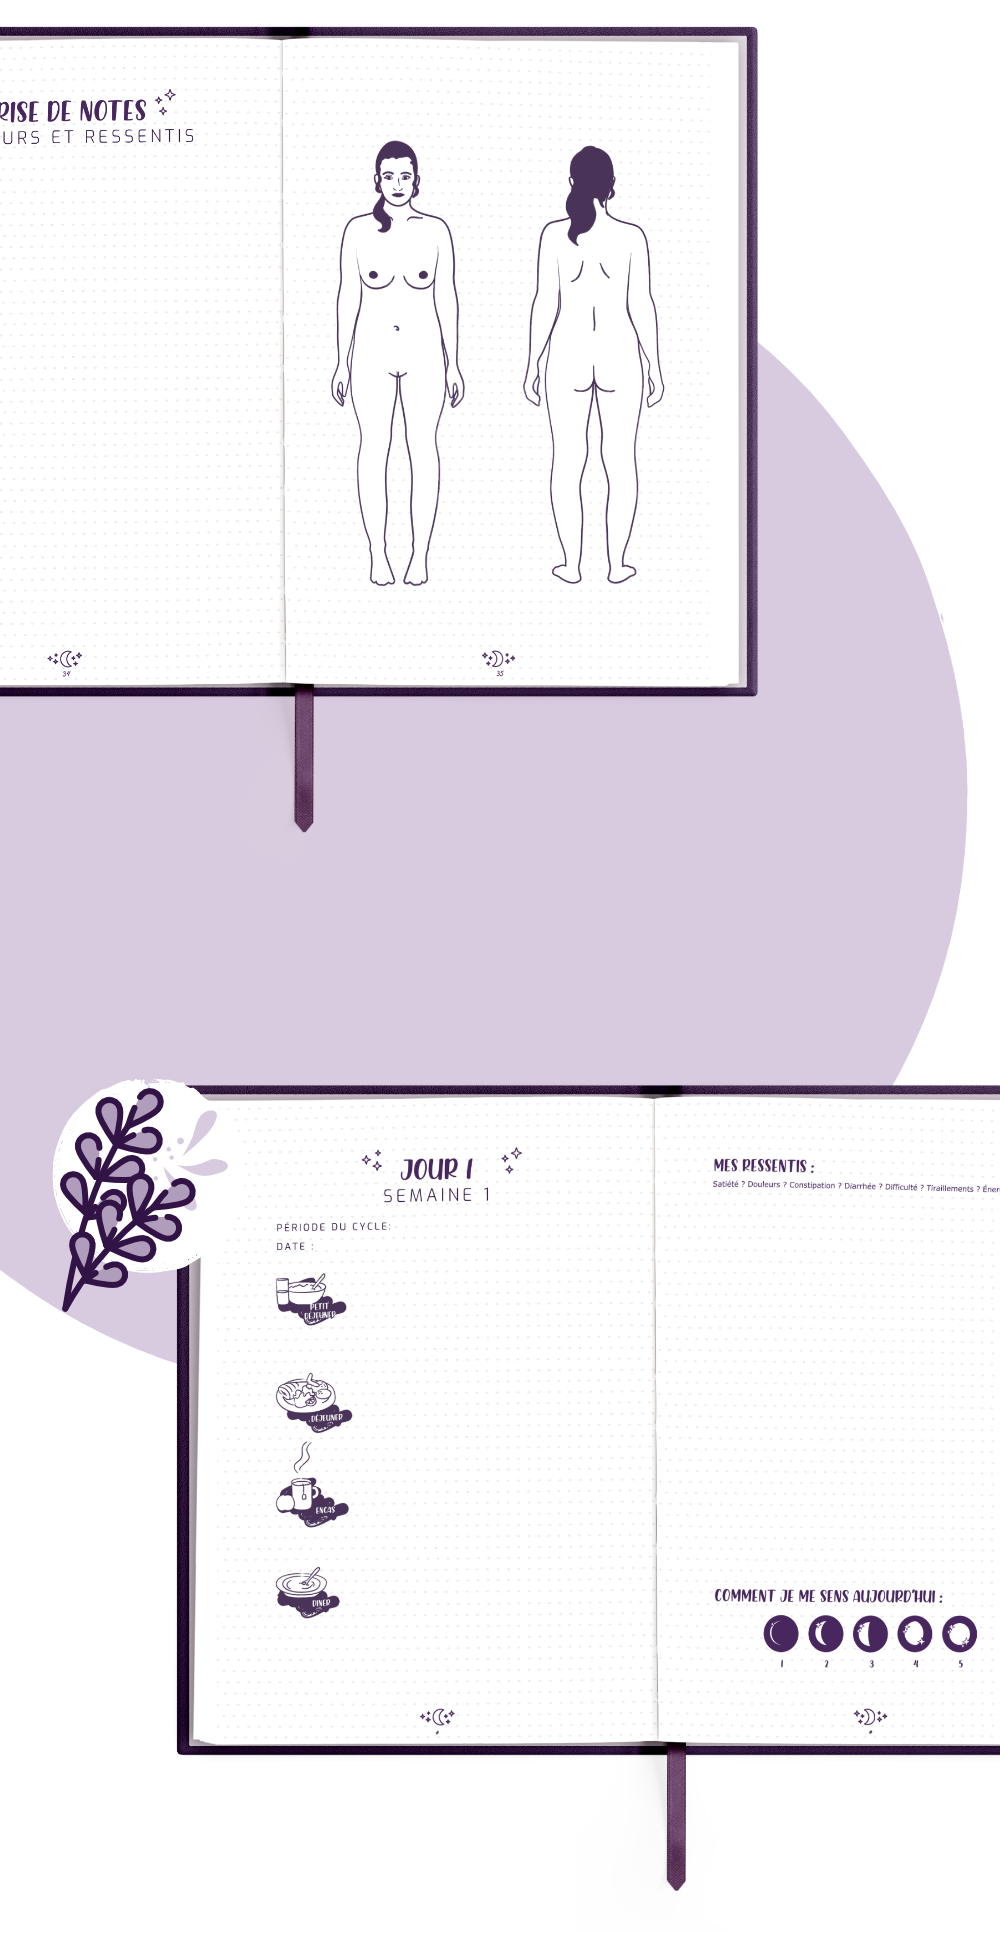 RISE DE NOTES
URS ET RESSENTIS
34
35
JOUR 1
SEMAINE 1
PÉRIODE DU CYCLE:
DATE :
PETIT
DÉJEUNER
DÉJEUNER
ENCAS
DINER
MES RESSENTIS :
Satiété ? Douleurs ? Constipation ? Diarrhée ? Difficulté ? Tiraillements ? Éner
COMMENT JE ME SENS AUJOURD'HUI :
1 2 3 4 5